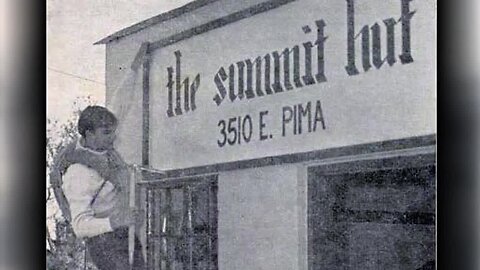 the summit hut
3510 E. PIMA